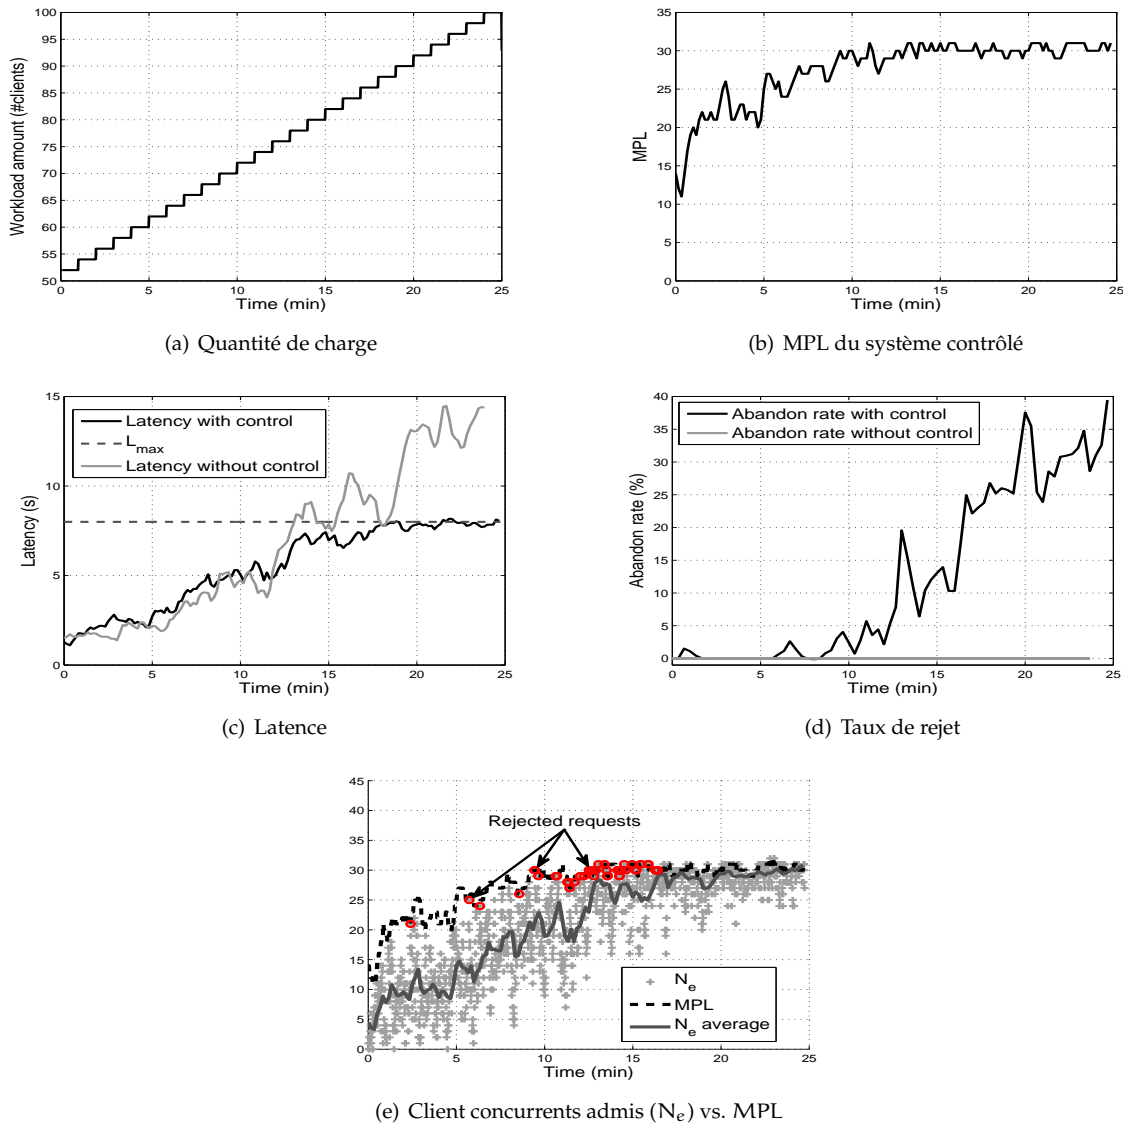 100
95
90
85
80
75
70
65
60
55
50
Workload amount (#clients)
0 5 10 15 20 25
Time (min)
(a) Quantité de charge
35
30
25
20
15
10
5
0
MPL
0 5 10 15 20 25
Time (min)
(b) MPL du système contrôlé
15
10
5
0
Latency (s)
Latency with control
Lmax
Latency without control
0 5 10 15 20 25
Time (min)
(c) Latence
40
35
30
25
20
15
10
5
0
Abandon rate (%)
Abandon rate with control
Abandon rate without control
0 5 10 15 20 25
Time (min)
(d) Taux de rejet
45
40
35
30
25
20
15
10
5
0
Rejected requests
Ne
MPL
Ne average
0 5 10 15 20 25
Time (min)
(e) Client concurrents admis (Ne) vs. MPL